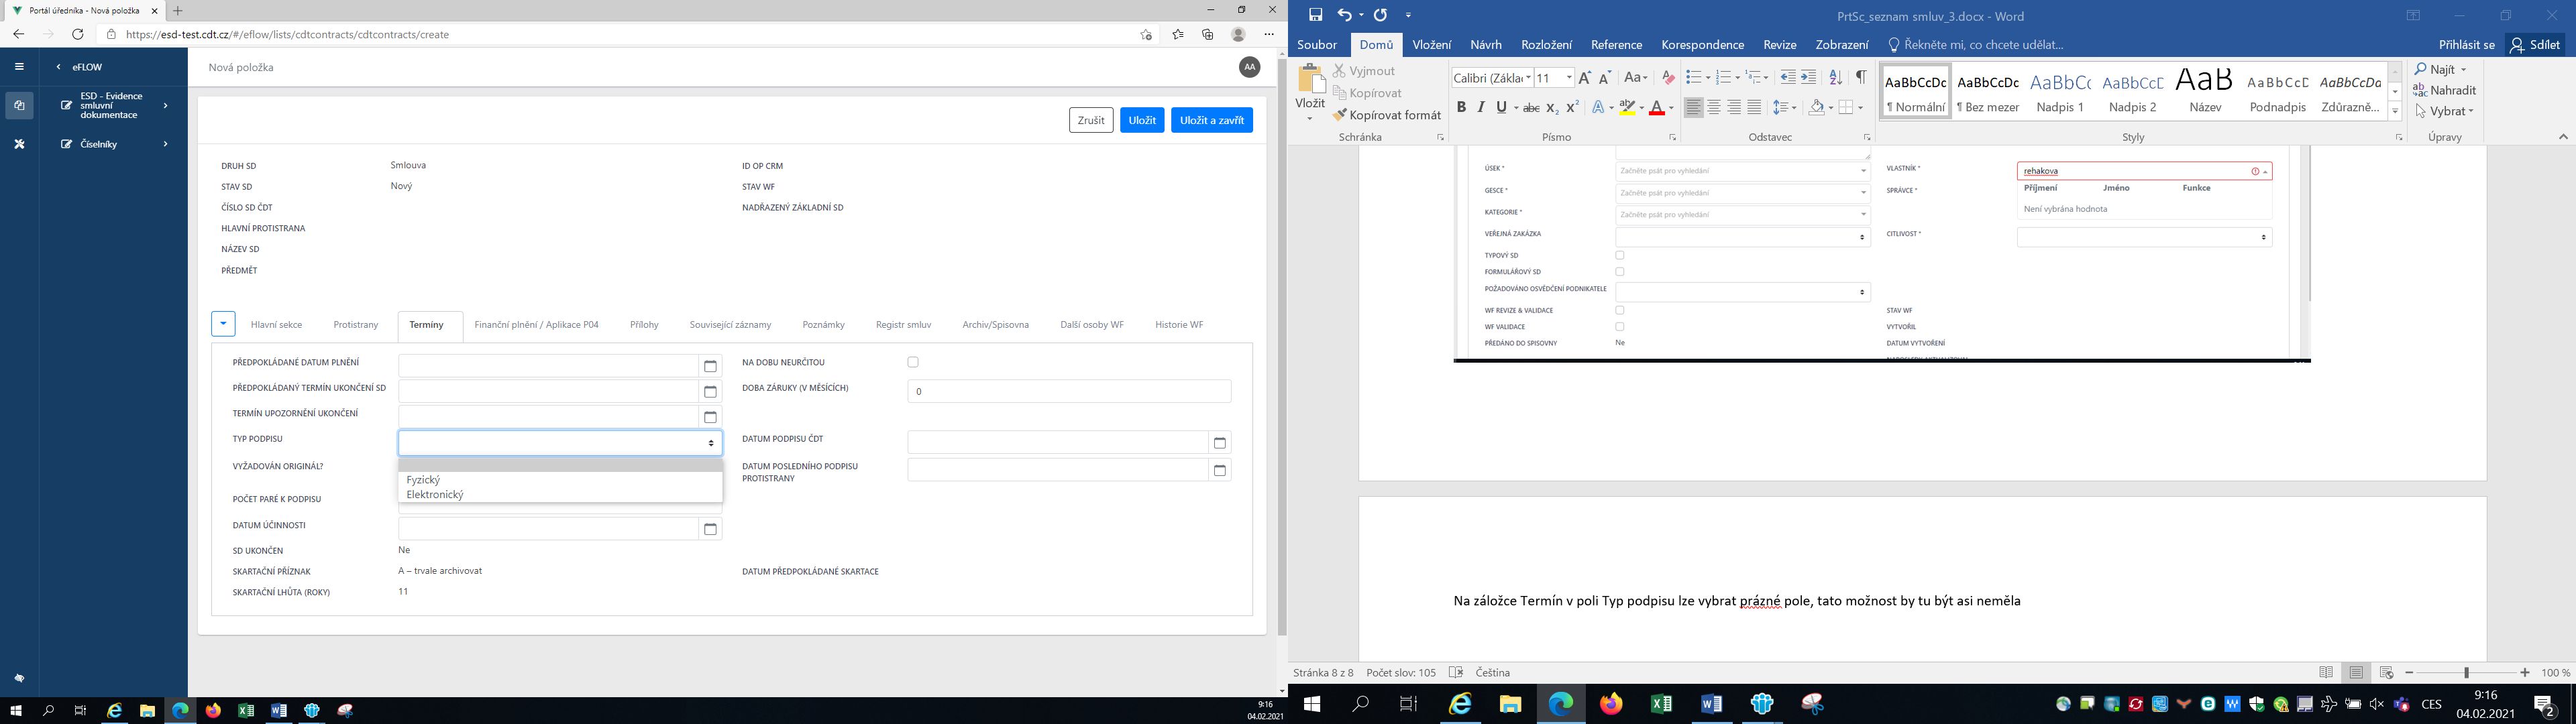 Portál úředníka - Nová položka
https://esd-test.cdt.cz/#/eflow/lists/cdtcontracts/cdtcontracts/create
eFLOW
Nová položka
AA
ESD - Evidence
smluvní
dokumentace
Číselníky
Zrušit
Uložit
Uložit a zavřít
DRUH SD
Smlouva
ID OP CRM
STAV SD
Nový
STAV WF
ČÍSLO SD ČDT
NADŘAZENÝ ZÁKLADNÍ SD
HLAVNÍ PROTISTRANA
NÁZEV SD
PŘEDMĚT
Hlavní sekce
Protistrany
Termíny
Finanční plnění / Aplikace P04
Přílohy
Související záznamy
Poznámky
Registr smluv
Archiv/Spisovna
Další osoby WF
Historie WF
PŘEDPOKLÁDANÉ DATUM PLNĚNÍ
NA DOBU NEURČITOU
PŘEDPOKLÁDANÝ TERMÍN UKONČENÍ SD
DOBA ZÁRUKY (V MĚSÍCÍCH)
0
TERMÍN UPOZORNĚNÍ UKONČENÍ
TYP PODPISU
DATUM PODPISU ČDT
VYŽADOVÁN ORIGINÁL?
DATUM POSLEDNÍHO PODPISU
PROTISTRANY
Fyzický
Elektronický
POČET PARÉ K PODPISU
DATUM ÚČINNOSTI
SD UKONČEN
Ne
SKARTAČNÍ PŘÍZNAK
A – trvale archivovat
DATUM PŘEDPOKLÁDANÉ SKARTACE
SKARTAČNÍ LHŮTA (ROKY)
11
9:16
04.02.2021
PrtSc_seznam smluv_3.docx - Word
Soubor
Domů
Vložení
Návrh
Rozložení
Reference
Korespondence
Revize
Zobrazení
Řekněte mi, co chcete udělat...
Přihlásit se
Sdílet
Vložit
Vyjmout
Kopírovat
Kopírovat formát
Schránka
Calibri (Zákla
11
Písmo
Odstavec
AaBbCcDc
¶ Normální
AaBbCcDc
¶ Bez mezer
AaBbCc
Nadpis 1
AaBbCcE
Nadpis 2
AaB
Název
AaBbCcD
Podnadpis
AaBbCcDa
Zdůrazně...
Styly
Najít
Nahradit
Vybrat
Úpravy
ÚSEK *
Začněte psát pro vyhledání
VLASTNÍK *
rehakova
GESCE *
Začněte psát pro vyhledání
SPRÁVCE *
Příjmení
Jméno
Funkce
KATEGORIE *
Začněte psát pro vyhledání
Není vybrána hodnota
VEŘEJNÁ ZAKÁZKA
CITLIVOST *
TYPOVÝ SD
FORMULÁŘOVÝ SD
POŽADOVÁNO OSVĚDČENÍ PODNIKATELE
WF REVIZE & VALIDACE
STAV WF
WF VALIDACE
VYTVOŘIL
PŘEDÁNO DO SPISOVNY
Ne
DATUM VYTVOŘENÍ
Na záložce Termín v poli Typ podpisu lze vybrat prázné pole, tato možnost by tu být asi neměla
Stránka 8 z 8
Počet slov: 105
Čeština
100 %
CES
9:16
04.02.2021
2